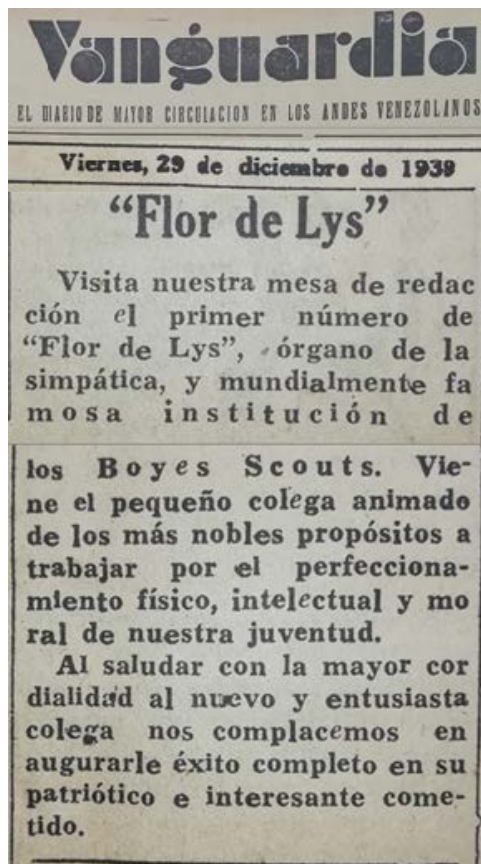 Vanguardia
EL DIARIO DE MAYOR CIRCULACION EN LOS ANDES VENEZOLANOS
Viernes, 29 de diciembre de 1939
“Flor de Lys”
Visita nuestra mesa de redac
ción el primer número de
“Flor de Lys”, órgano de la
simpática, y mundialmente fa
mosa institución de
los Boyes Scouts. Vie-
ne el pequeño colega animado
de los más nobles propósitos a
trabajar por el perfecciona-
miento físico, intelectual y mo
ral de nuestra juventud.
Al saludar con la mayor cor
dialidad al nuevo y entusiasta
colega nos complacemos en
augurarle éxito completo en su
patriótico e interesante come-
tido.